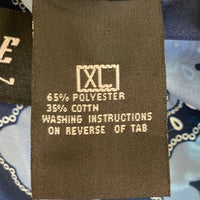 XL
65% POLYESTER
35% COTTN
WASHING INSTRUCTIONS
ON REVERSE OF TAB